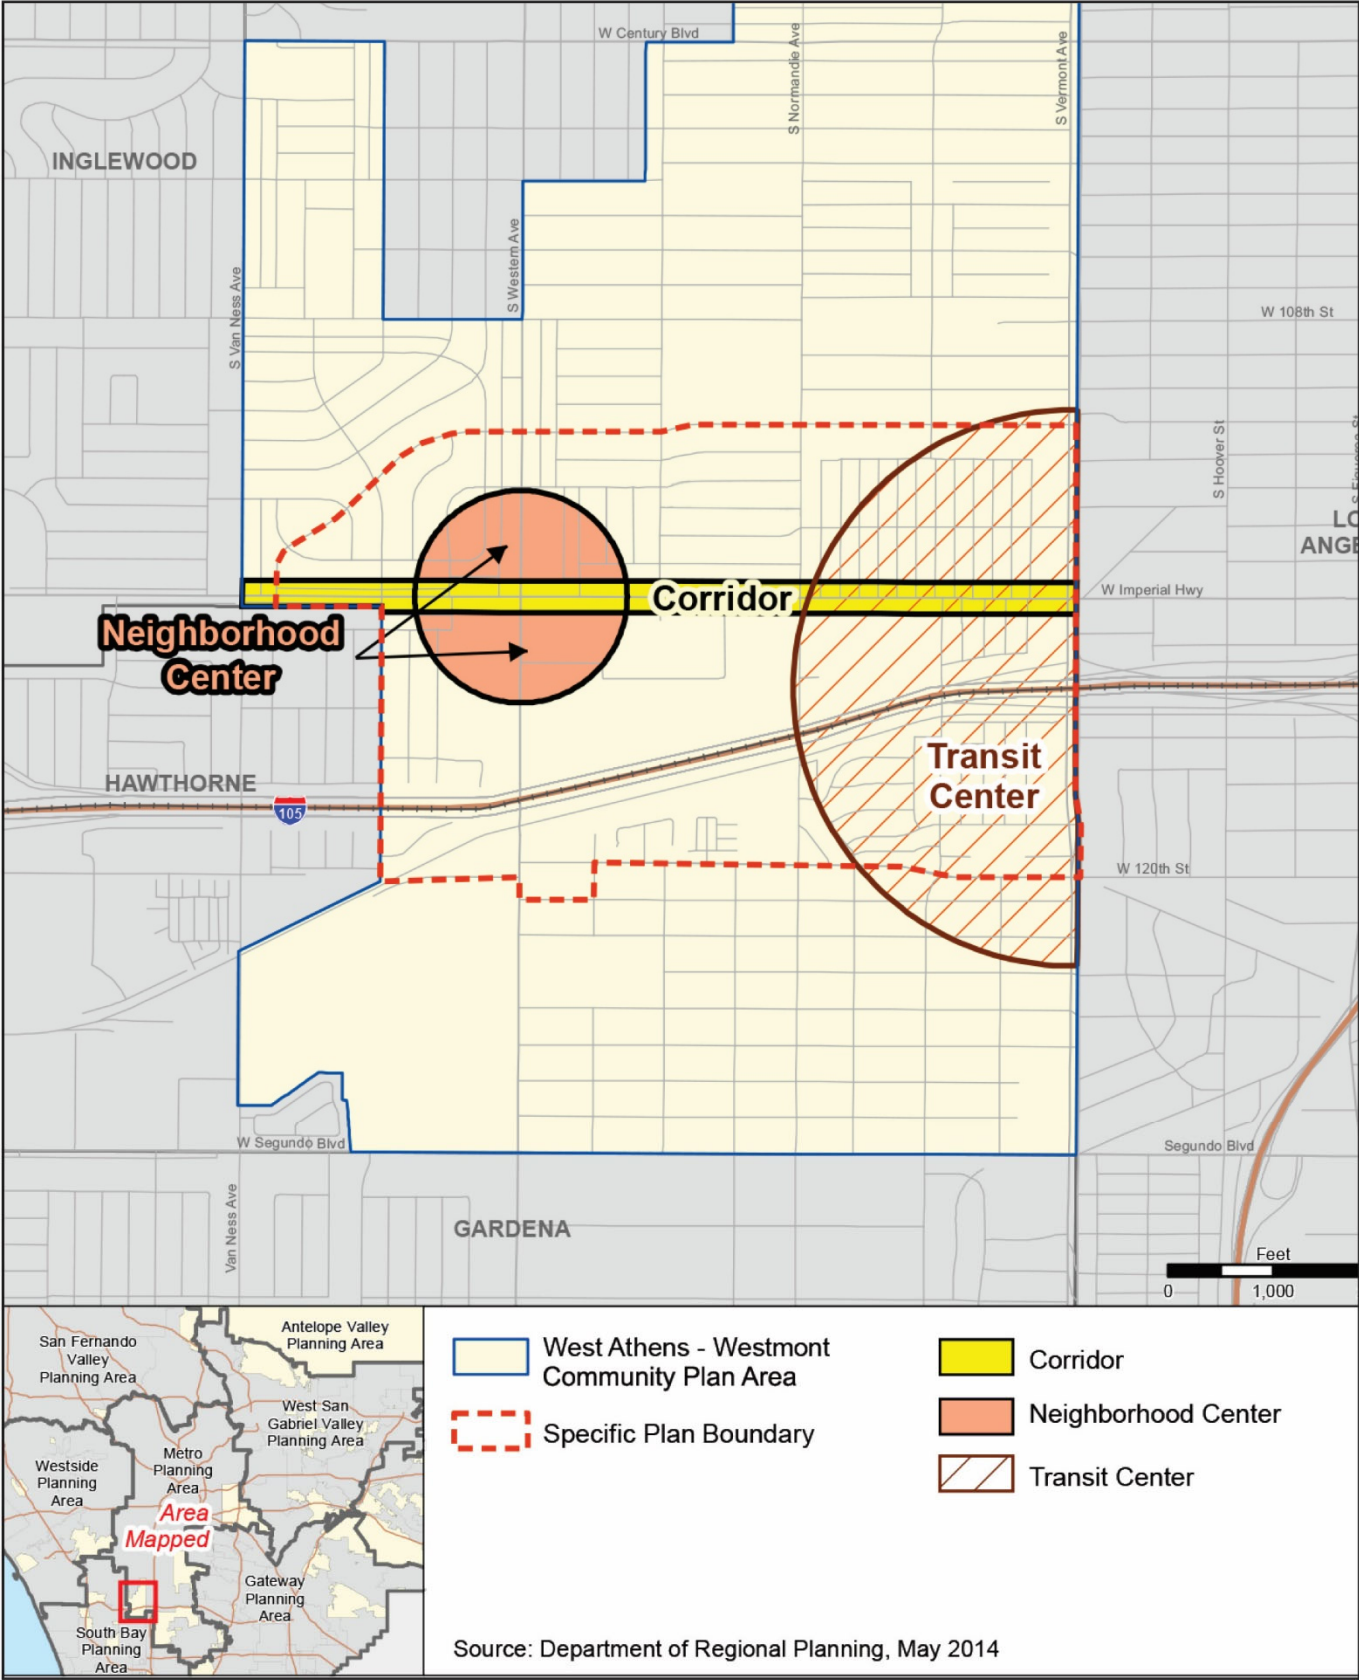 W Century Blvd
S Normandie Ave
S Vermont Ave
INGLEWOOD
S Western Ave
S Van Ness Ave
W 108th St
S Hoover St
LO
ANGE
Corridor
W Imperial Hwy
Neighborhood
Center
Transit
Center
HAWTHORNE
105
W 120th St
W Segundo Blvd
Segundo Blvd
Van Ness Ave
GARDENA
Feet
0 1,000
San Fernando
Valley
Planning Area
Antelope Valley
Planning Area
West San
Gabriel Valley
Planning Area
Metro
Planning
Area
Westside
Planning
Area
Area
Mapped
Gateway
Planning
Area
South Bay
Planning
Area
West Athens - Westmont
Community Plan Area
Specific Plan Boundary
Corridor
Neighborhood Center
Transit Center
Source: Department of Regional Planning, May 2014